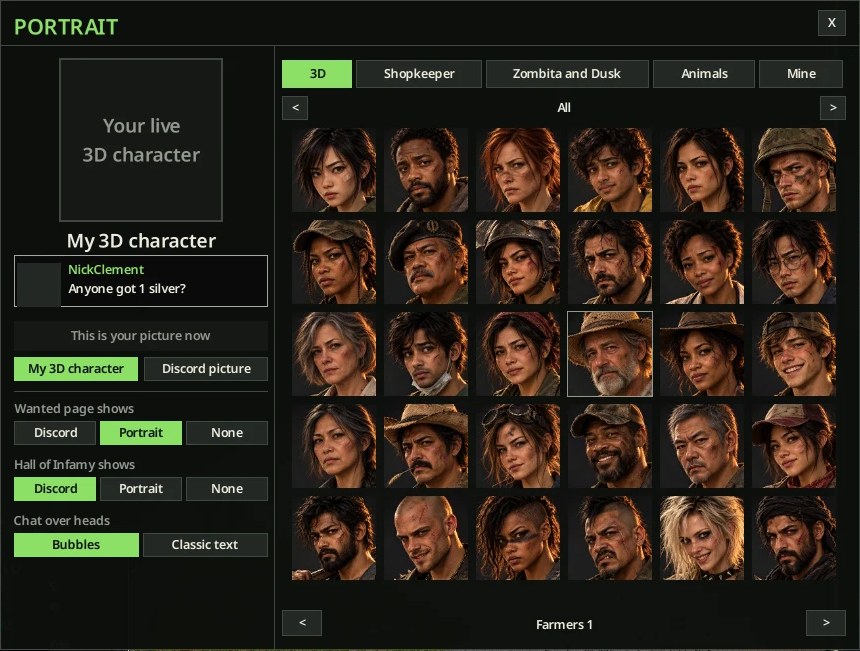 PORTRAIT
X
Your live
3D character
My 3D character
NickClement
Anyone got 1 silver?
This is your picture now
My 3D character
Discord picture
Wanted page shows
Discord
Portrait
None
Hall of Infamy shows
Discord
Portrait
None
Chat over heads
Bubbles
Classic text
3D
Shopkeeper
Zombita and Dusk
Animals
Mine
<
All
>
<
Farmers 1
>